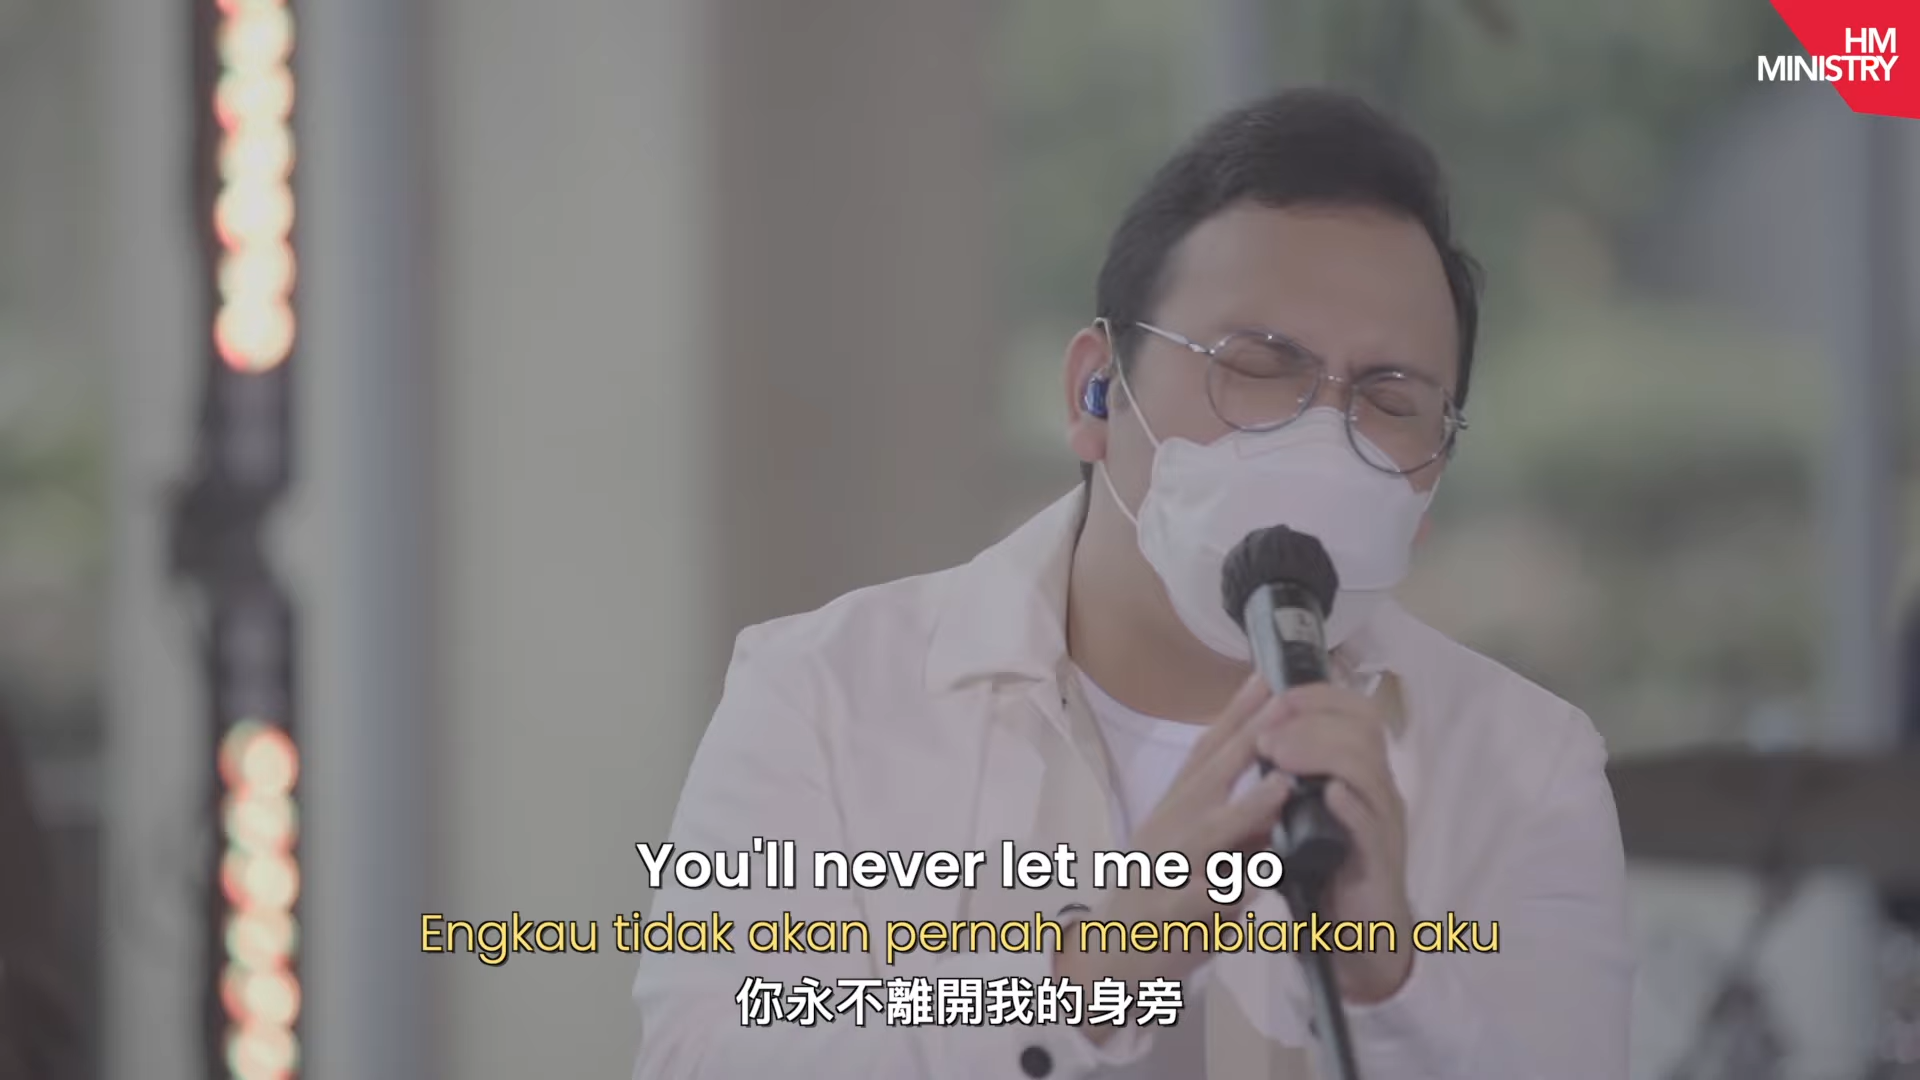 HM
MINISTRY
You'll never let me go
Engkau tidak akan pernah membiarkan aku
你永不離開我的身旁